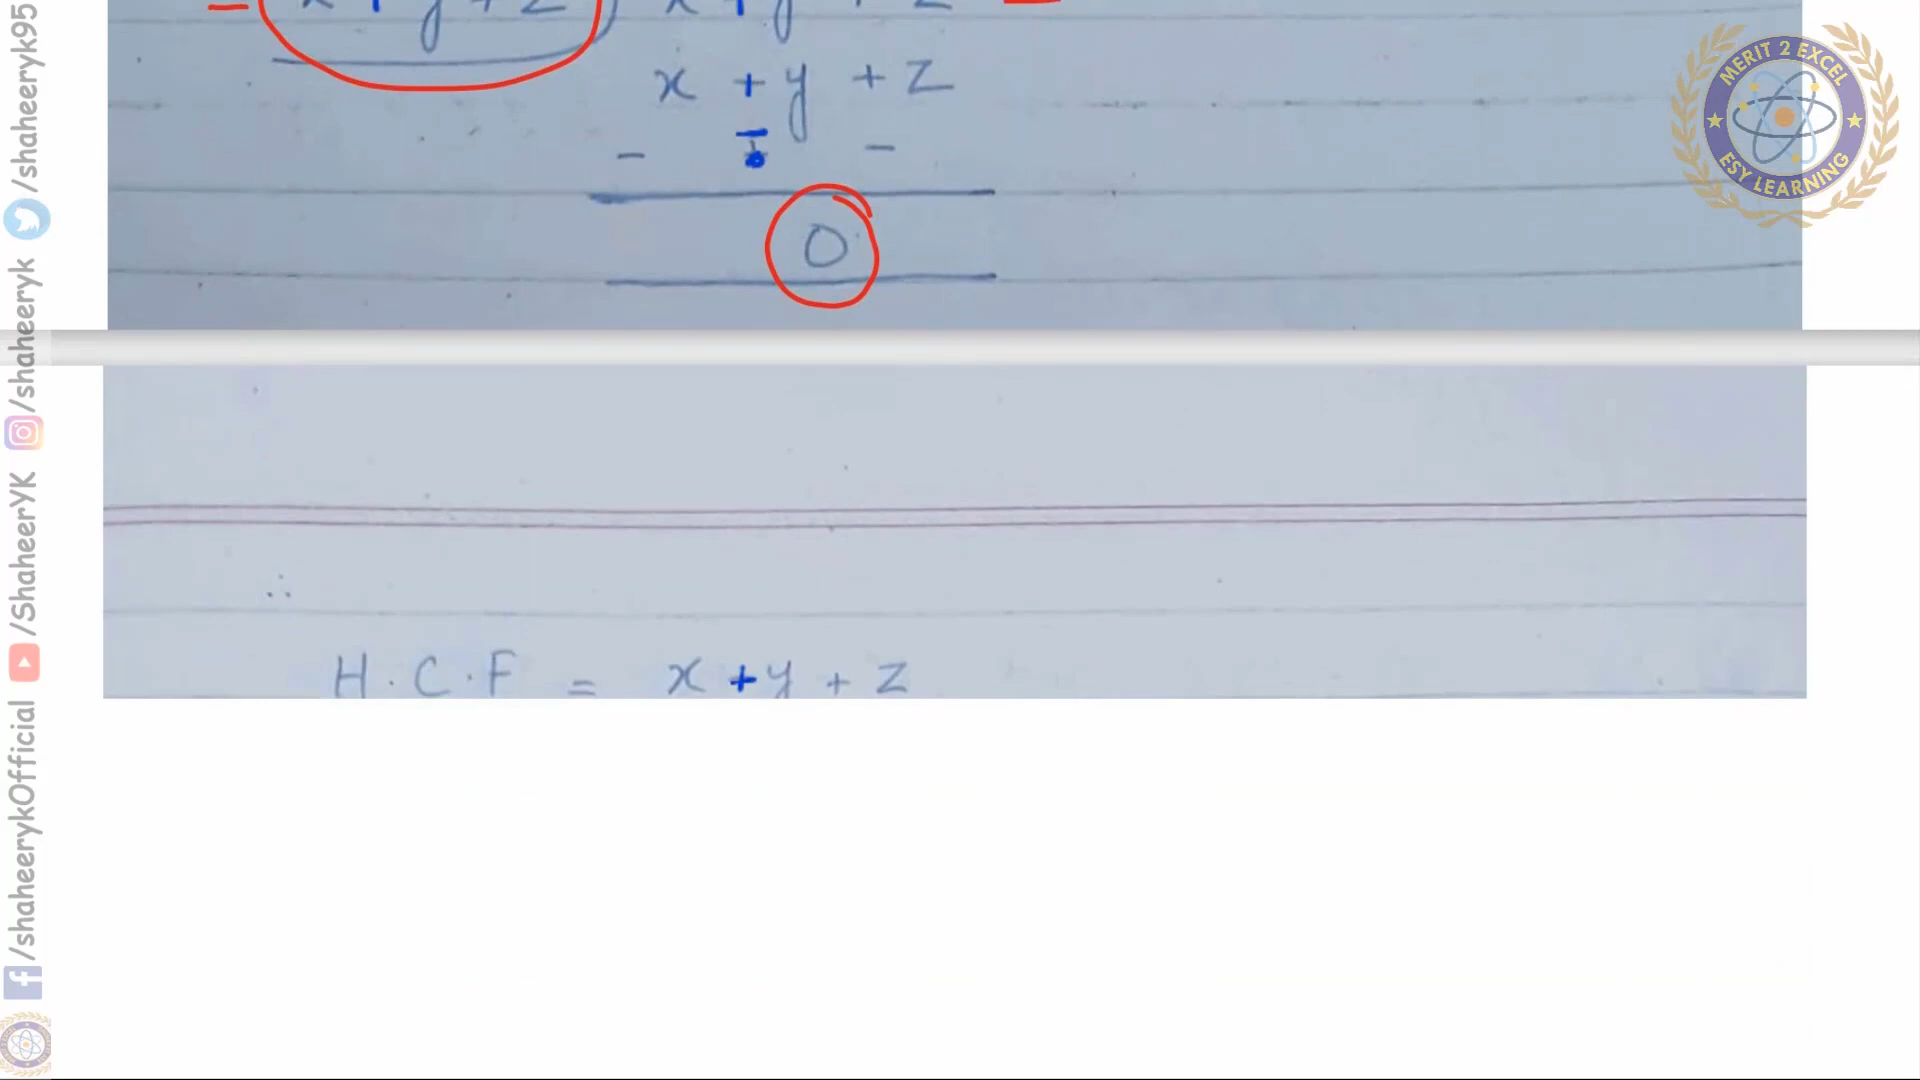 x + y + z ) x + y + z
x + y + z
- - -
0
∴
H.C.F = x + y + z
MERIT 2 EXCEL
ESY LEARNING
/shaheerykOfficial /ShaheerYK /shaheeryk /shaheeryk95